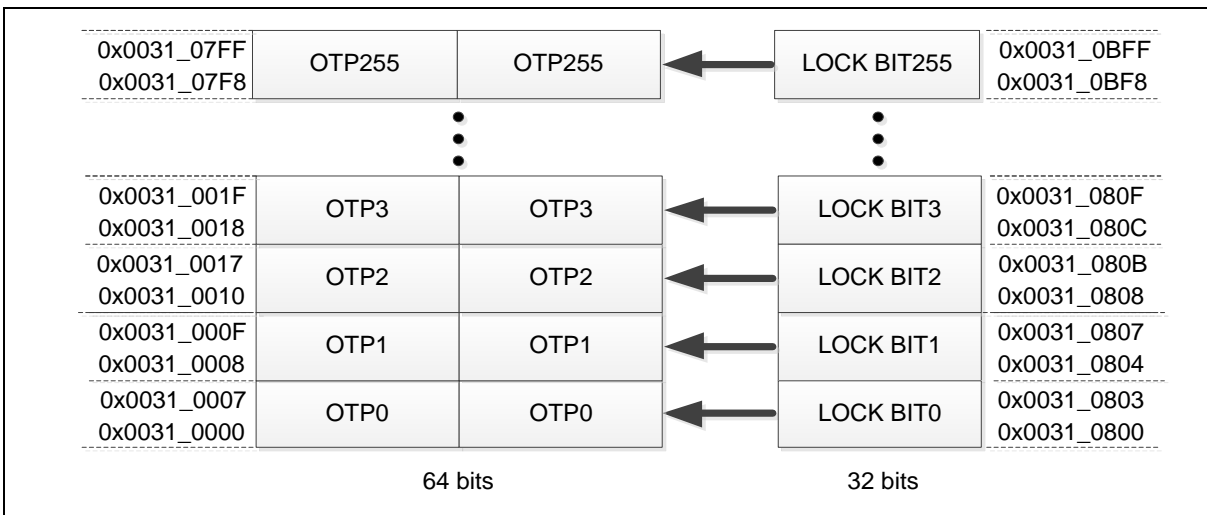 0x0031_07FF OTP255 OTP255 LOCK BIT255 0x0031_0BFF
0x0031_07F8 0x0031_0BF8
0x0031_001F OTP3 OTP3 LOCK BIT3 0x0031_080F
0x0031_0018 0x0031_080C
0x0031_0017 OTP2 OTP2 LOCK BIT2 0x0031_080B
0x0031_0010 0x0031_0808
0x0031_000F OTP1 OTP1 LOCK BIT1 0x0031_0807
0x0031_0008 0x0031_0804
0x0031_0007 OTP0 OTP0 LOCK BIT0 0x0031_0803
0x0031_0000 0x0031_0800
64 bits 32 bits